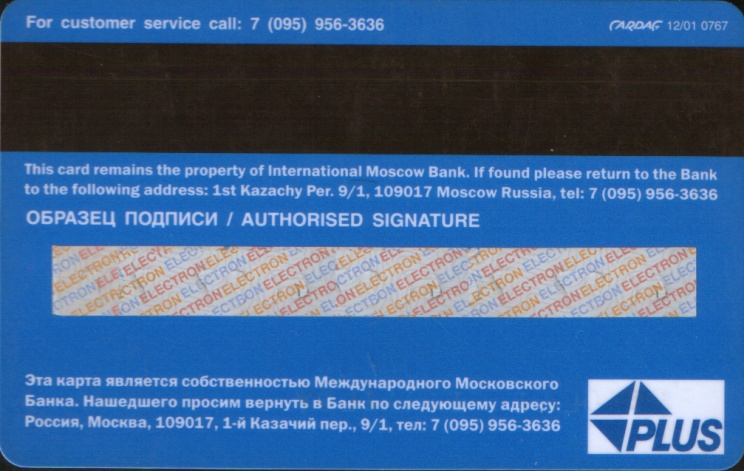 For customer service call: 7 (095) 956-3636
CARDAG 12/01 0767
This card remains the property of International Moscow Bank. If found please return to the Bank
to the following address: 1st Kazachy Per. 9/1, 109017 Moscow Russia, tel: 7 (095) 956-3636
ОБРАЗЕЦ ПОДПИСИ / AUTHORISED SIGNATURE
ELECTRON ELECTRON ELECTRON ELECTRON
Эта карта является собственностью Международного Московского
Банка. Нашедшего просим вернуть в Банк по следующему адресу:
Россия, Москва, 109017, 1-й Казачий пер., 9/1, тел: 7 (095) 956-3636
PLUS